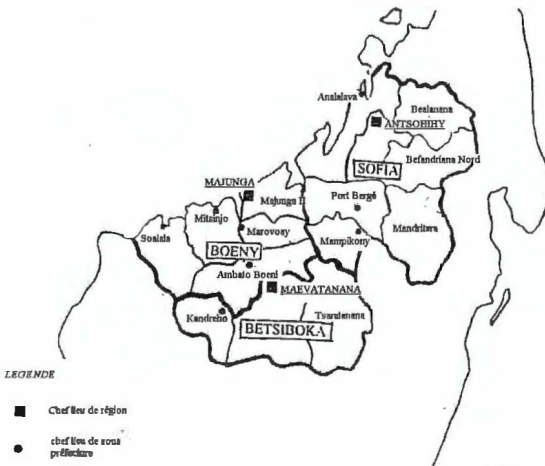 Analalava
Bealanana
ANTSOHIHY
Befandriana Nord
SOFIA
MAJUNGA
Majunga II
Port Bergé
Mitsinjo
Mandritsara
Marovoay
Mampikony
Soalala
BOENY
Ambato Boeni
MAEVATANANA
Kandreho
Tsaratanana
BETSIBOKA
LEGENDE
Chef lieu de région
chef lieu de sous
préfecture